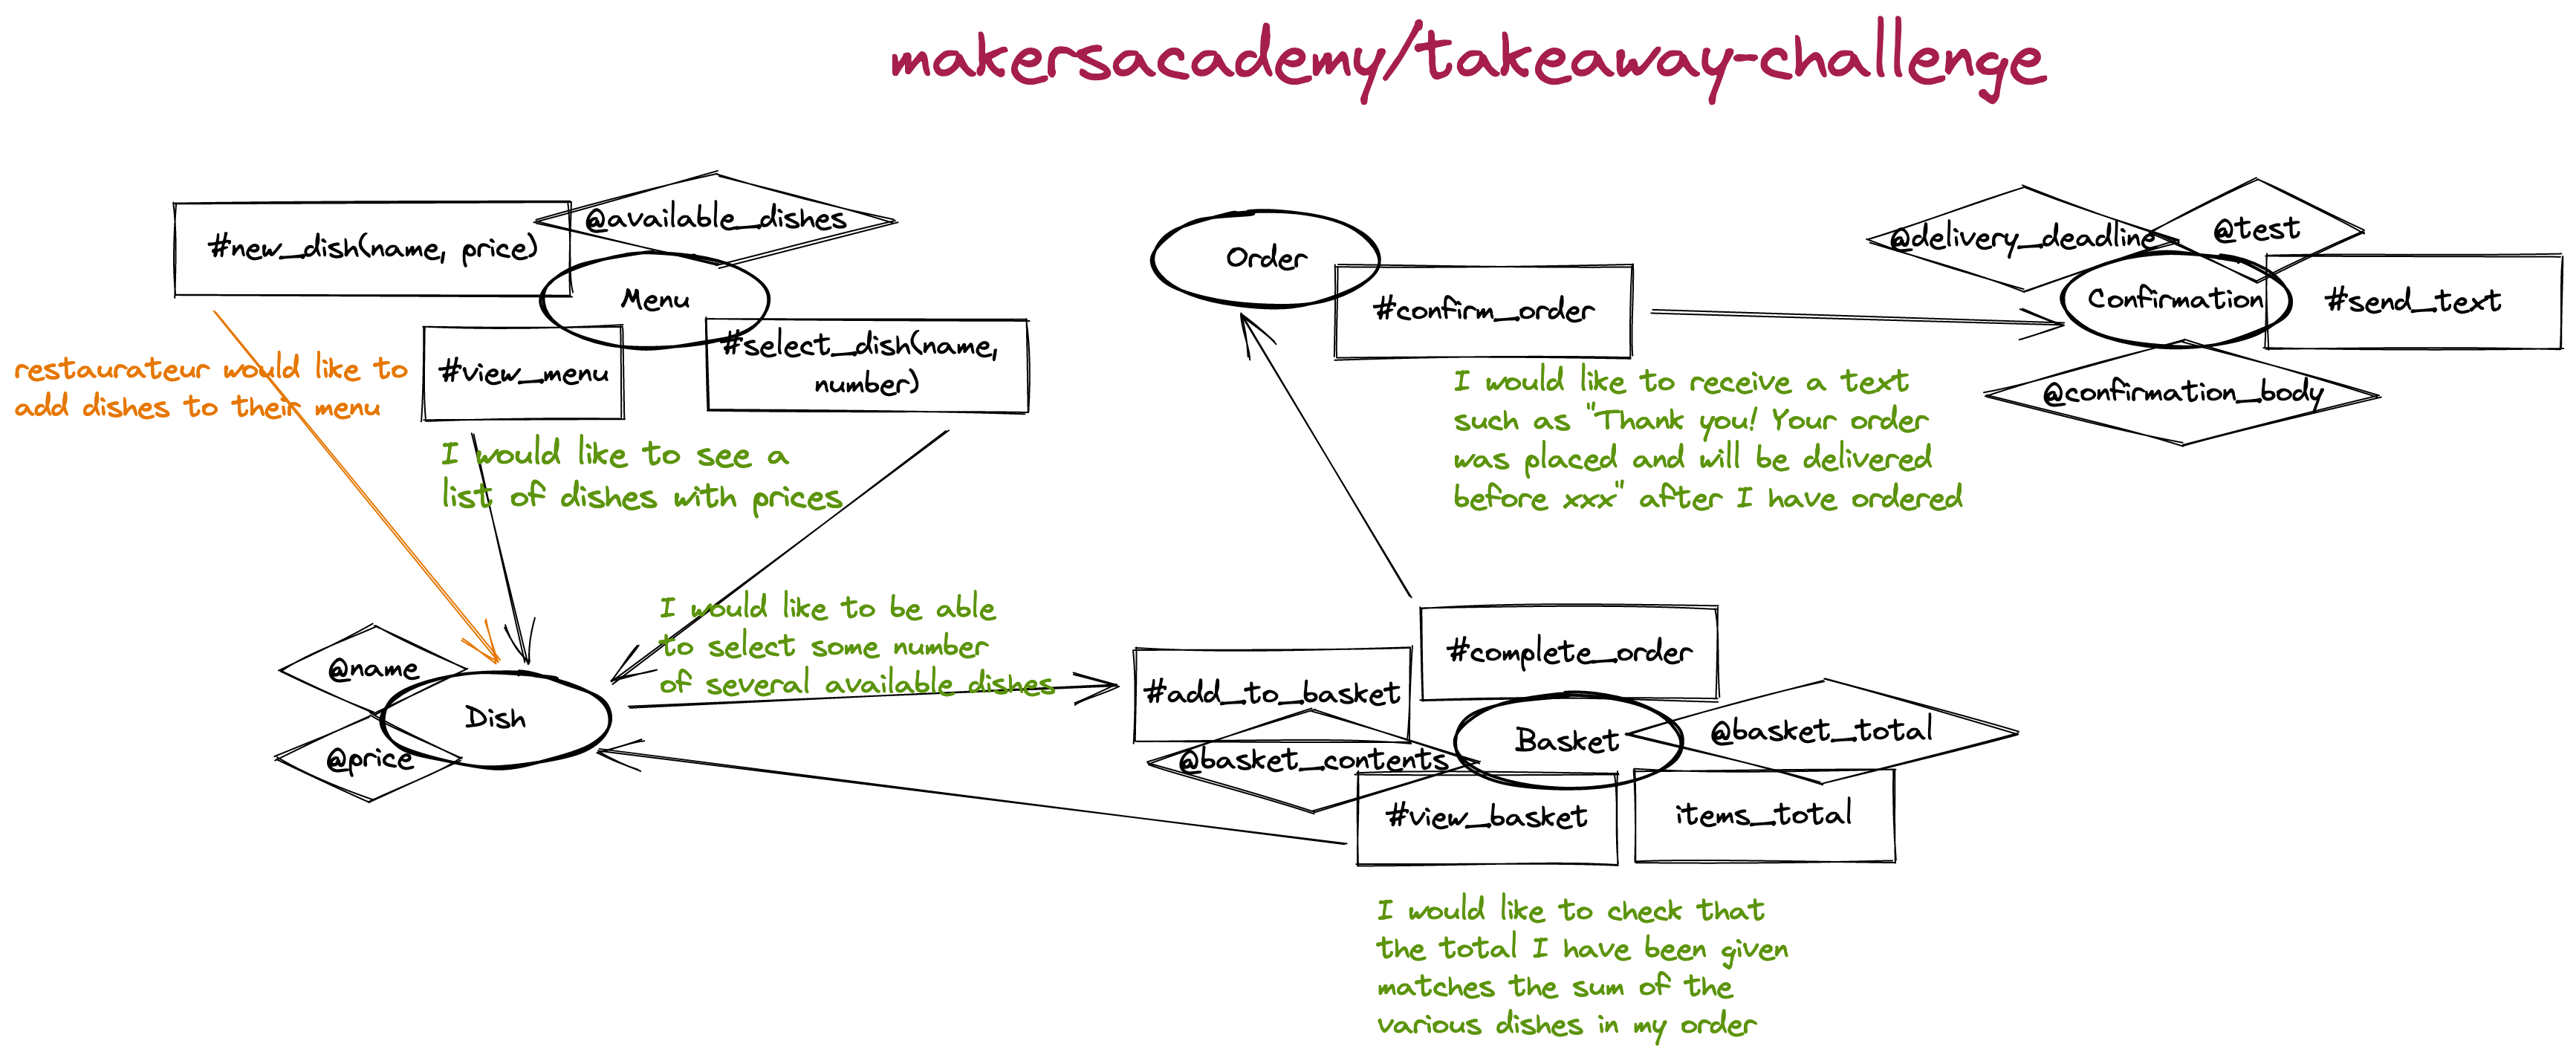 makersacademy/takeaway-challenge
#new_dish(name, price)
@available_dishes
Menu
#view_menu
#select_dish(name,
number)
restaurateur would like to
add dishes to their menu
I would like to see a
list of dishes with prices
Order
#confirm_order
I would like to receive a text
such as "Thank you! Your order
was placed and will be delivered
before xxx" after I have ordered
@delivery_deadline
@test
Confirmation
#send_text
@confirmation_body
I would like to be able
to select some number
of several available dishes
@name
Dish
@price
#complete_order
#add_to_basket
@basket_contents
Basket
@basket_total
#view_basket
items_total
I would like to check that
the total I have been given
matches the sum of the
various dishes in my order